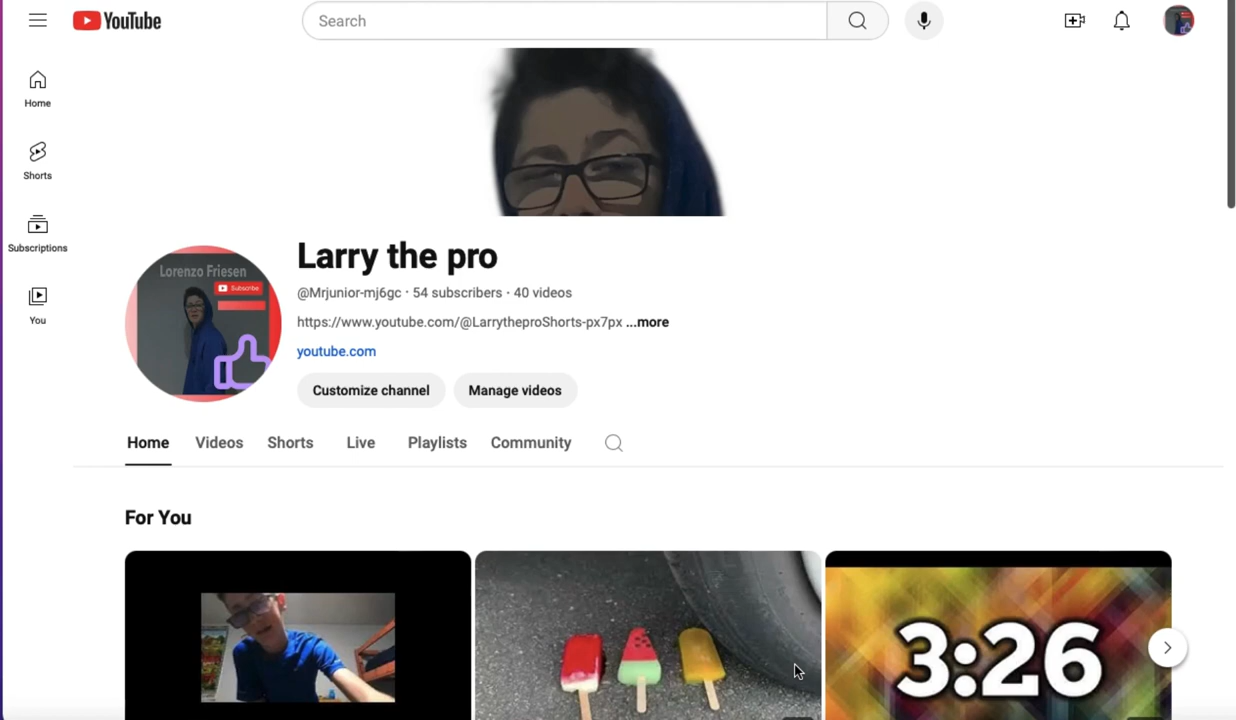 YouTube
Search
Home
Shorts
Subscriptions
You
Lorenzo Friesen
Subscribe
Larry the pro
@Mrjunior-mj6gc · 54 subscribers · 40 videos
https://www.youtube.com/@LarrytheproShorts-px7px ...more
youtube.com
Customize channel
Manage videos
Home Videos Shorts Live Playlists Community
For You
3:26